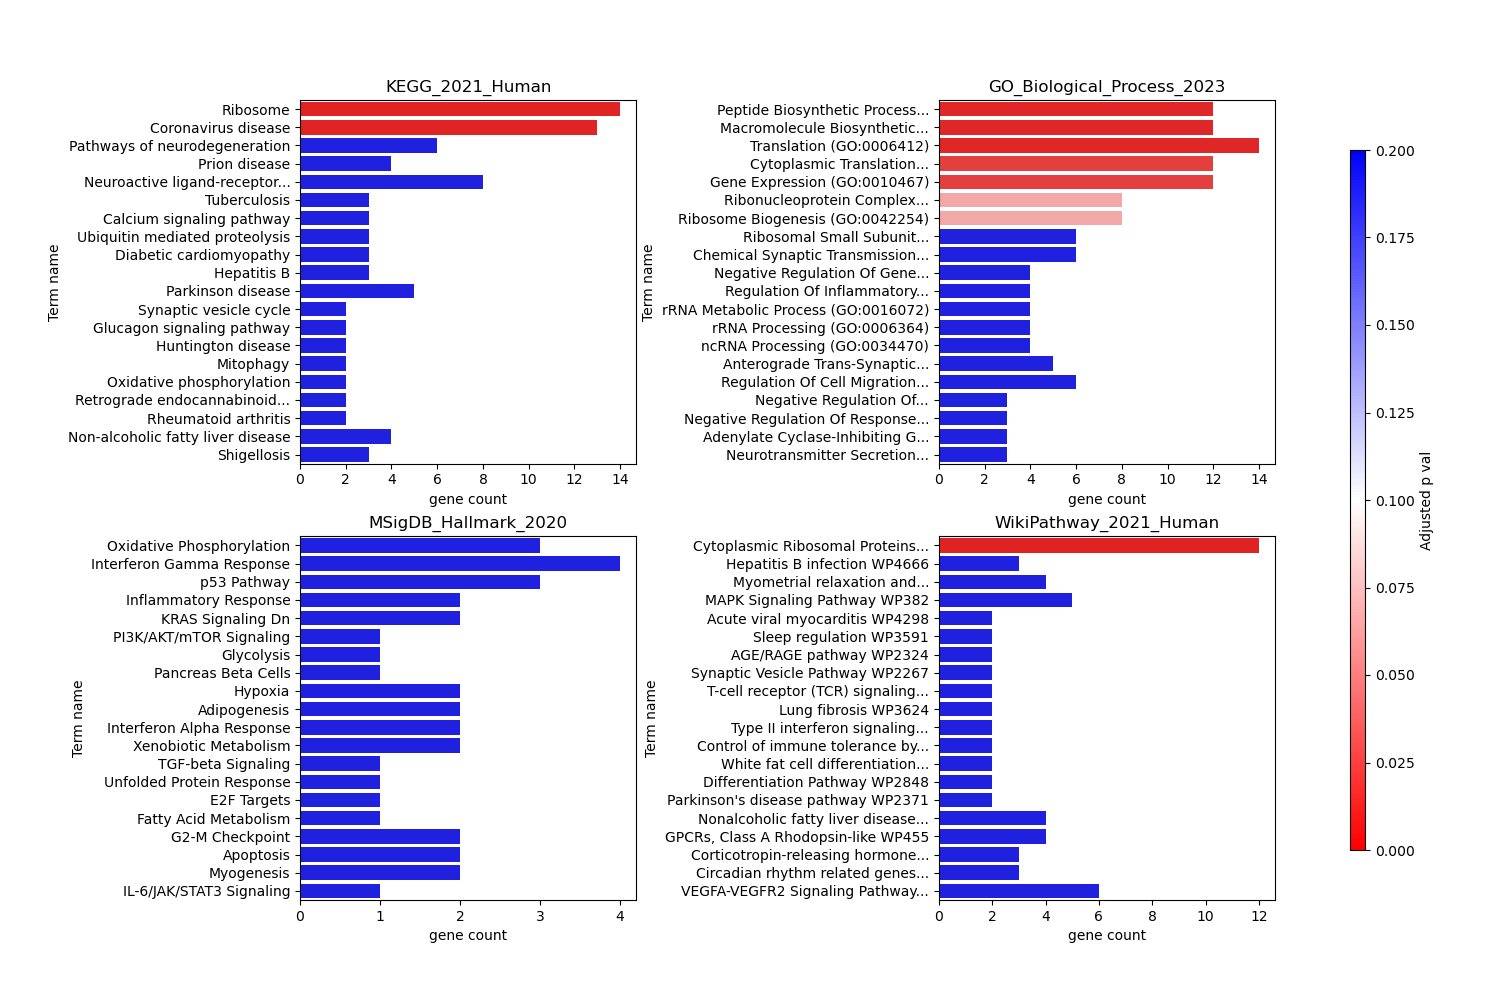 KEGG_2021_Human
Term name
Ribosome
Coronavirus disease
Pathways of neurodegeneration
Prion disease
Neuroactive ligand-receptor...
Tuberculosis
Calcium signaling pathway
Ubiquitin mediated proteolysis
Diabetic cardiomyopathy
Hepatitis B
Parkinson disease
Synaptic vesicle cycle
Glucagon signaling pathway
Huntington disease
Mitophagy
Oxidative phosphorylation
Retrograde endocannabinoid...
Rheumatoid arthritis
Non-alcoholic fatty liver disease
Shigellosis
0 2 4 6 8 10 12 14
gene count
GO_Biological_Process_2023
Term name
Peptide Biosynthetic Process...
Macromolecule Biosynthetic...
Translation (GO:0006412)
Cytoplasmic Translation...
Gene Expression (GO:0010467)
Ribonucleoprotein Complex...
Ribosome Biogenesis (GO:0042254)
Ribosomal Small Subunit...
Chemical Synaptic Transmission...
Negative Regulation Of Gene...
Regulation Of Inflammatory...
rRNA Metabolic Process (GO:0016072)
rRNA Processing (GO:0006364)
ncRNA Processing (GO:0034470)
Anterograde Trans-Synaptic...
Regulation Of Cell Migration...
Negative Regulation Of...
Negative Regulation Of Response...
Adenylate Cyclase-Inhibiting G...
Neurotransmitter Secretion...
0 2 4 6 8 10 12 14
gene count
MSigDB_Hallmark_2020
Term name
Oxidative Phosphorylation
Interferon Gamma Response
p53 Pathway
Inflammatory Response
KRAS Signaling Dn
PI3K/AKT/mTOR Signaling
Glycolysis
Pancreas Beta Cells
Hypoxia
Adipogenesis
Interferon Alpha Response
Xenobiotic Metabolism
TGF-beta Signaling
Unfolded Protein Response
E2F Targets
Fatty Acid Metabolism
G2-M Checkpoint
Apoptosis
Myogenesis
IL-6/JAK/STAT3 Signaling
0 1 2 3 4
gene count
WikiPathway_2021_Human
Term name
Cytoplasmic Ribosomal Proteins...
Hepatitis B infection WP4666
Myometrial relaxation and...
MAPK Signaling Pathway WP382
Acute viral myocarditis WP4298
Sleep regulation WP3591
AGE/RAGE pathway WP2324
Synaptic Vesicle Pathway WP2267
T-cell receptor (TCR) signaling...
Lung fibrosis WP3624
Type II interferon signaling...
Control of immune tolerance by...
White fat cell differentiation...
Differentiation Pathway WP2848
Parkinson's disease pathway WP2371
Nonalcoholic fatty liver disease...
GPCRs, Class A Rhodopsin-like WP455
Corticotropin-releasing hormone...
Circadian rhythm related genes...
VEGFA-VEGFR2 Signaling Pathway...
0 2 4 6 8 10 12
gene count
0.200
0.175
0.150
0.125
0.100
0.075
0.050
0.025
0.000
Adjusted p val